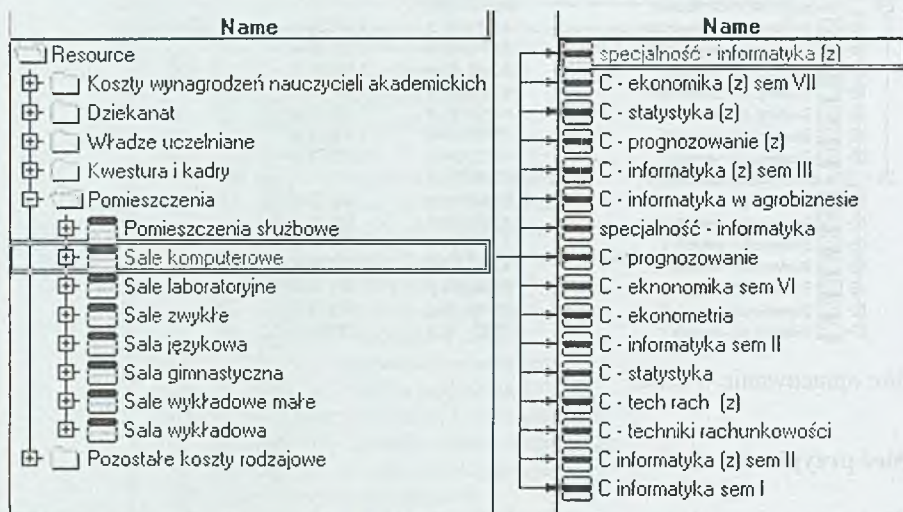 Name
Resource
Koszty wynagrodzeń nauczycieli akademickich
Dziekanat
Władze uczelniane
Kwestura i kadry
Pomieszczenia
Pomieszczenia służbowe
Sale komputerowe
Sale laboratoryjne
Sale zwykłe
Sala językowa
Sala gimnastyczna
Sale wykładowe małe
Sala wykładowa
Pozostałe koszty rodzajowe
Name
specjalność - informatyka (z)
C - ekonomika (z) sem VII
C - statystyka (z)
C - prognozowanie (z)
C - informatyka (z) sem III
C - informatyka w agrobiznesie
specjalność - informatyka
C - prognozowanie
C - eknonomika sem VI
C - ekonometria
C - informatyka sem II
C - statystyka
C - tech rach (z)
C - techniki rachunkowości
C informatyka (z) sem II
C informatyka sem I